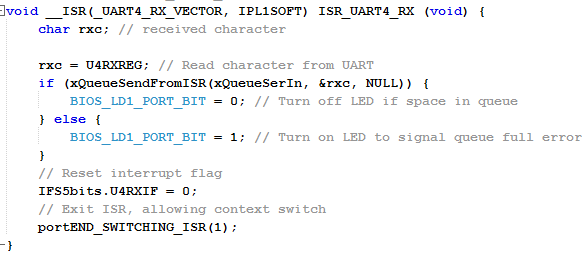 void __ISR(_UART4_RX_VECTOR, IPL1SOFT) ISR_UART4_RX (void) {
char rxc; // received character
rxc = U4RXREG; // Read character from UART
if (xQueueSendFromISR(xQueueSerIn, &rxc, NULL)) {
BIOS_LD1_PORT_BIT = 0; // Turn off LED if space in queue
} else {
BIOS_LD1_PORT_BIT = 1; // Turn on LED to signal queue full error
}
// Reset interrupt flag
IFS5bits.U4RXIF = 0;
// Exit ISR, allowing context switch
portEND_SWITCHING_ISR(1);
}